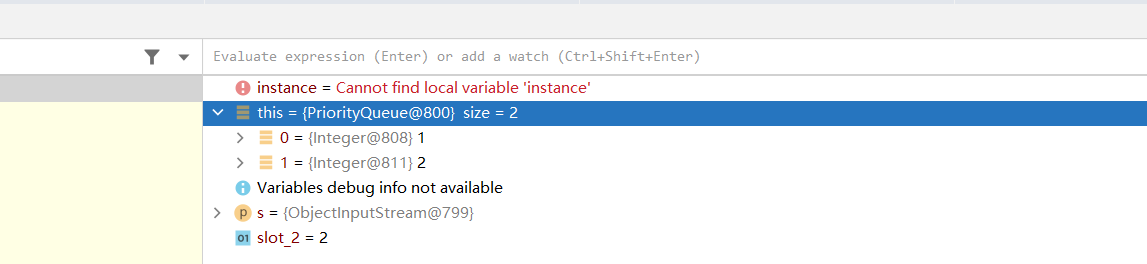 Evaluate expression (Enter) or add a watch (Ctrl+Shift+Enter)
instance = Cannot find local variable 'instance'
this = {PriorityQueue@800} size = 2
0 = {Integer@808} 1
1 = {Integer@811} 2
Variables debug info not available
p s = {ObjectInputStream@799}
01 slot_2 = 2